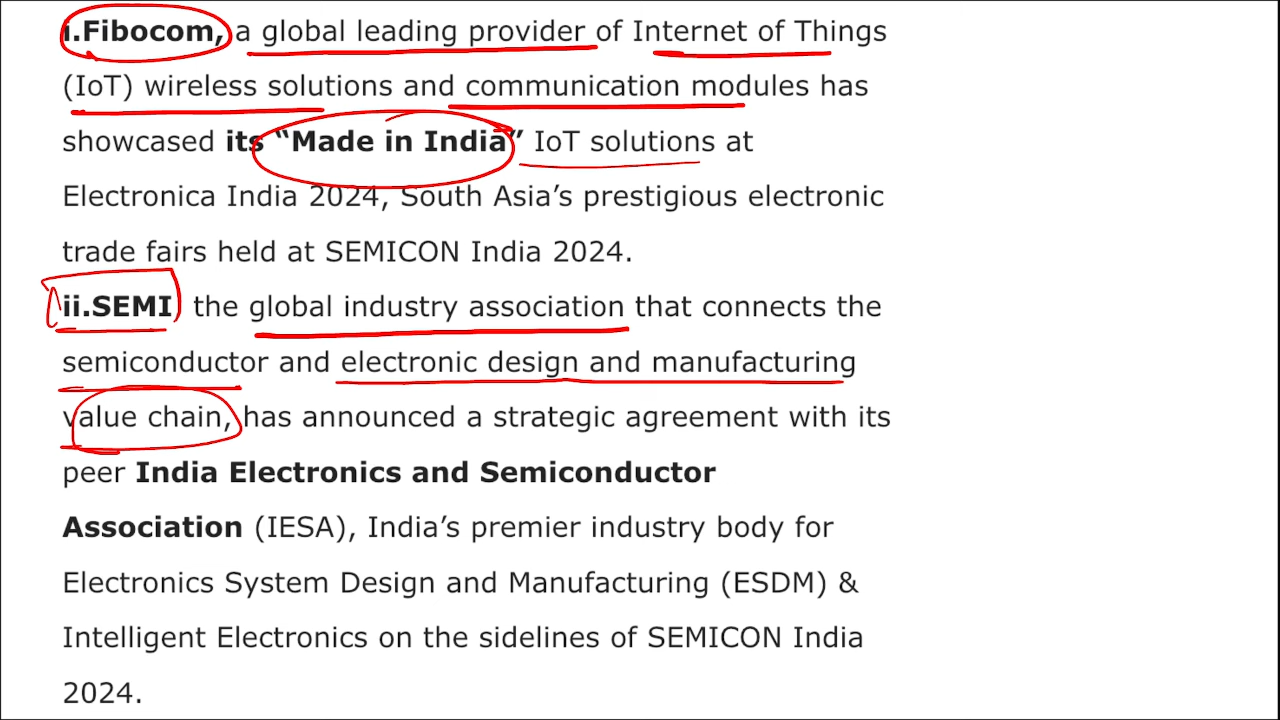 i.Fibocom, a global leading provider of Internet of Things
(IoT) wireless solutions and communication modules has
showcased its “Made in India” IoT solutions at
Electronica India 2024, South Asia’s prestigious electronic
trade fairs held at SEMICON India 2024.
ii.SEMI, the global industry association that connects the
semiconductor and electronic design and manufacturing
value chain, has announced a strategic agreement with its
peer India Electronics and Semiconductor
Association (IESA), India’s premier industry body for
Electronics System Design and Manufacturing (ESDM) &
Intelligent Electronics on the sidelines of SEMICON India
2024.